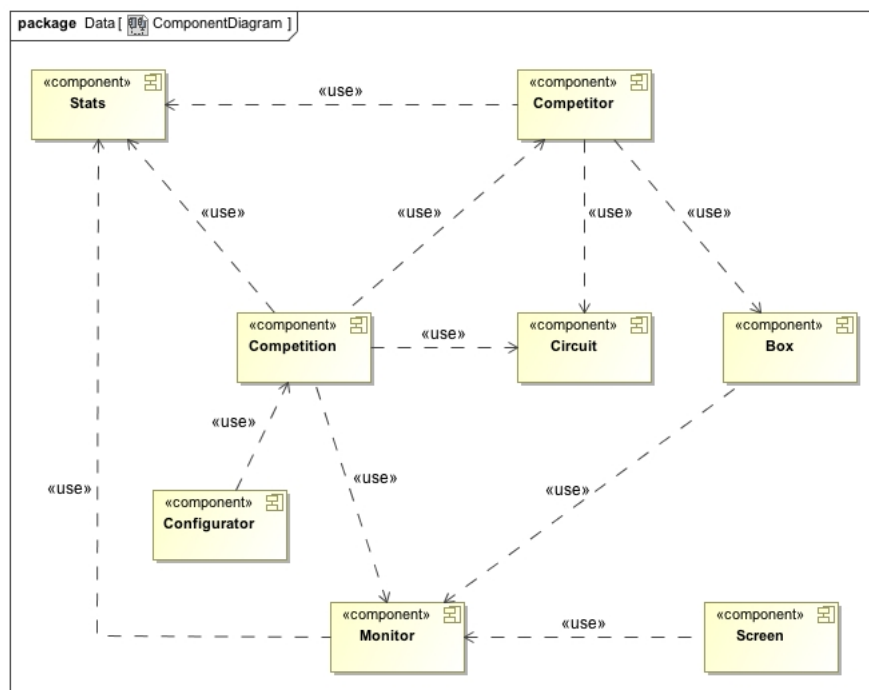 package Data [ ComponentDiagram ]
«component»
Stats
«use»
«component»
Competitor
«use»
«use»
«use»
«use»
«component»
Competition
«use»
«component»
Circuit
«component»
Box
«use»
«use»
«use»
«use»
«component»
Configurator
«component»
Monitor
«use»
«component»
Screen